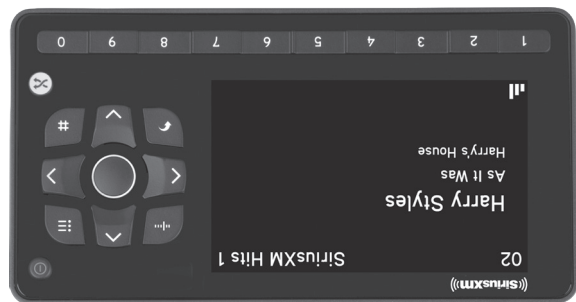 ((SiriusXM))
02 SiriusXM Hits 1
Harry Styles
As It Was
Harry's House
1 2 3 4 5 6 7 8 9 0
#